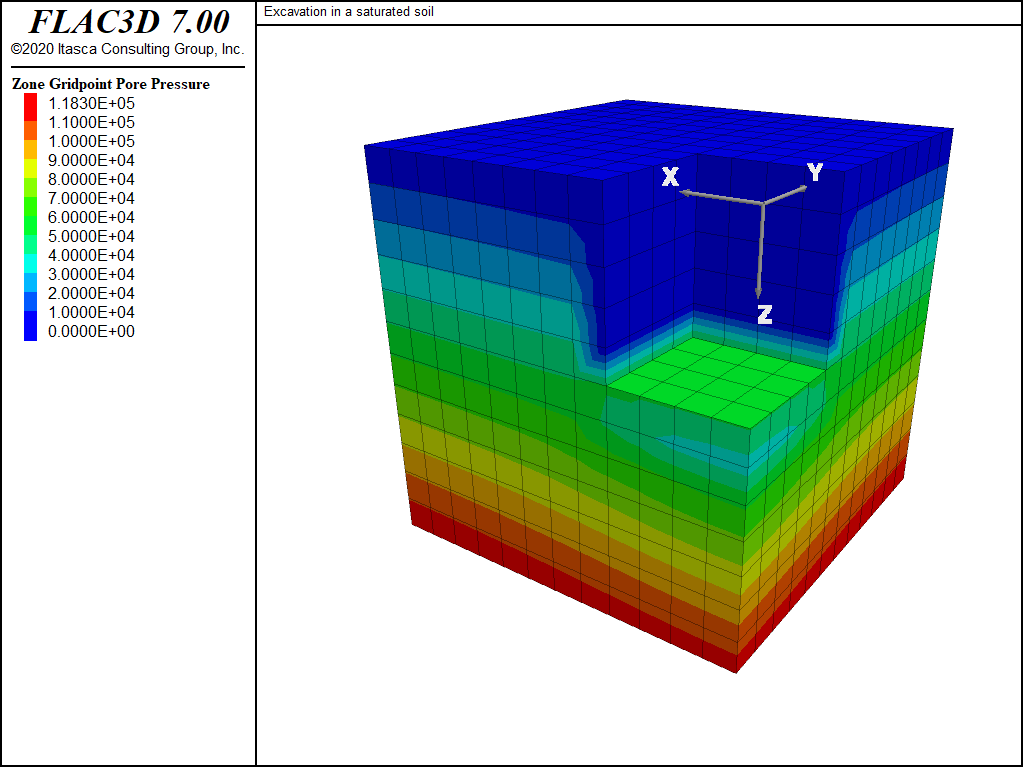 FLAC3D 7.00
©2020 Itasca Consulting Group, Inc.
Zone Gridpoint Pore Pressure
1.1830E+05
1.1000E+05
1.0000E+05
9.0000E+04
8.0000E+04
7.0000E+04
6.0000E+04
5.0000E+04
4.0000E+04
3.0000E+04
2.0000E+04
1.0000E+04
0.0000E+00
Excavation in a saturated soil
X
Y
Z